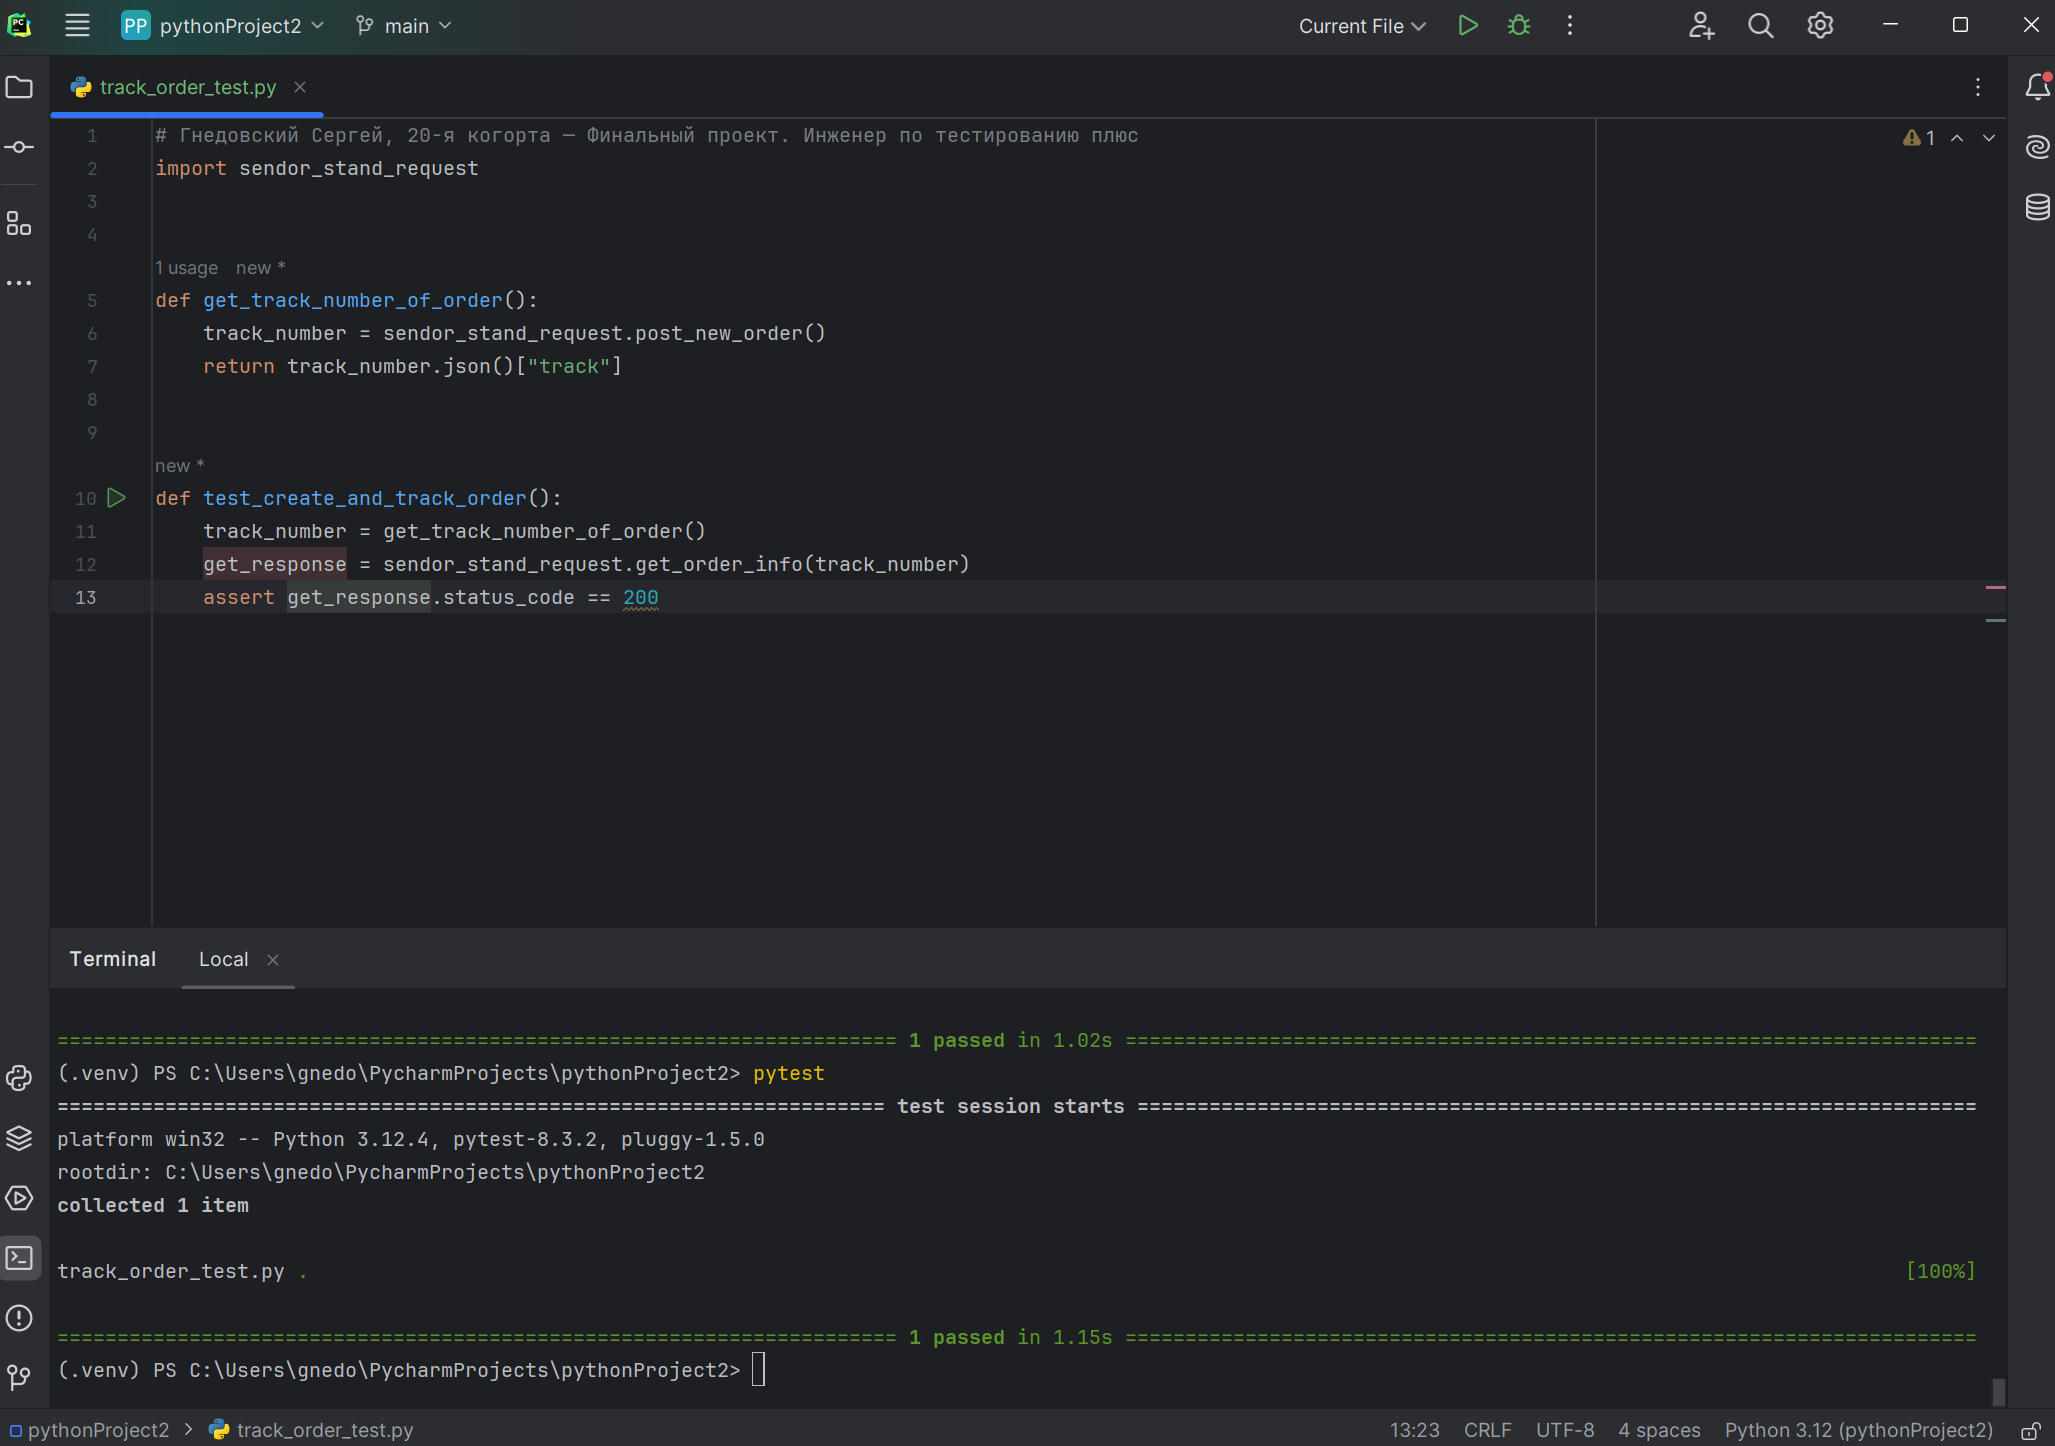 PP pythonProject2 main Current File
track_order_test.py
1 # Гнедовский Сергей, 20-я когорта — Финальный проект. Инженер по тестированию плюс
1
2 import sendor_stand_request
3
4
1 usage new *
5 def get_track_number_of_order():
6 track_number = sendor_stand_request.post_new_order()
7 return track_number.json()["track"]
8
9
new *
10 def test_create_and_track_order():
11 track_number = get_track_number_of_order()
12 get_response = sendor_stand_request.get_order_info(track_number)
13 assert get_response.status_code == 200
Terminal Local
====================================================================== 1 passed in 1.02s =======================================================================
(.venv) PS C:\Users\gnedo\PycharmProjects\pythonProject2> pytest
===================================================================== test session starts ======================================================================
platform win32 -- Python 3.12.4, pytest-8.3.2, pluggy-1.5.0
rootdir: C:\Users\gnedo\PycharmProjects\pythonProject2
collected 1 item
track_order_test.py . [100%]
====================================================================== 1 passed in 1.15s =======================================================================
(.venv) PS C:\Users\gnedo\PycharmProjects\pythonProject2>
pythonProject2 > track_order_test.py 13:23 CRLF UTF-8 4 spaces Python 3.12 (pythonProject2)